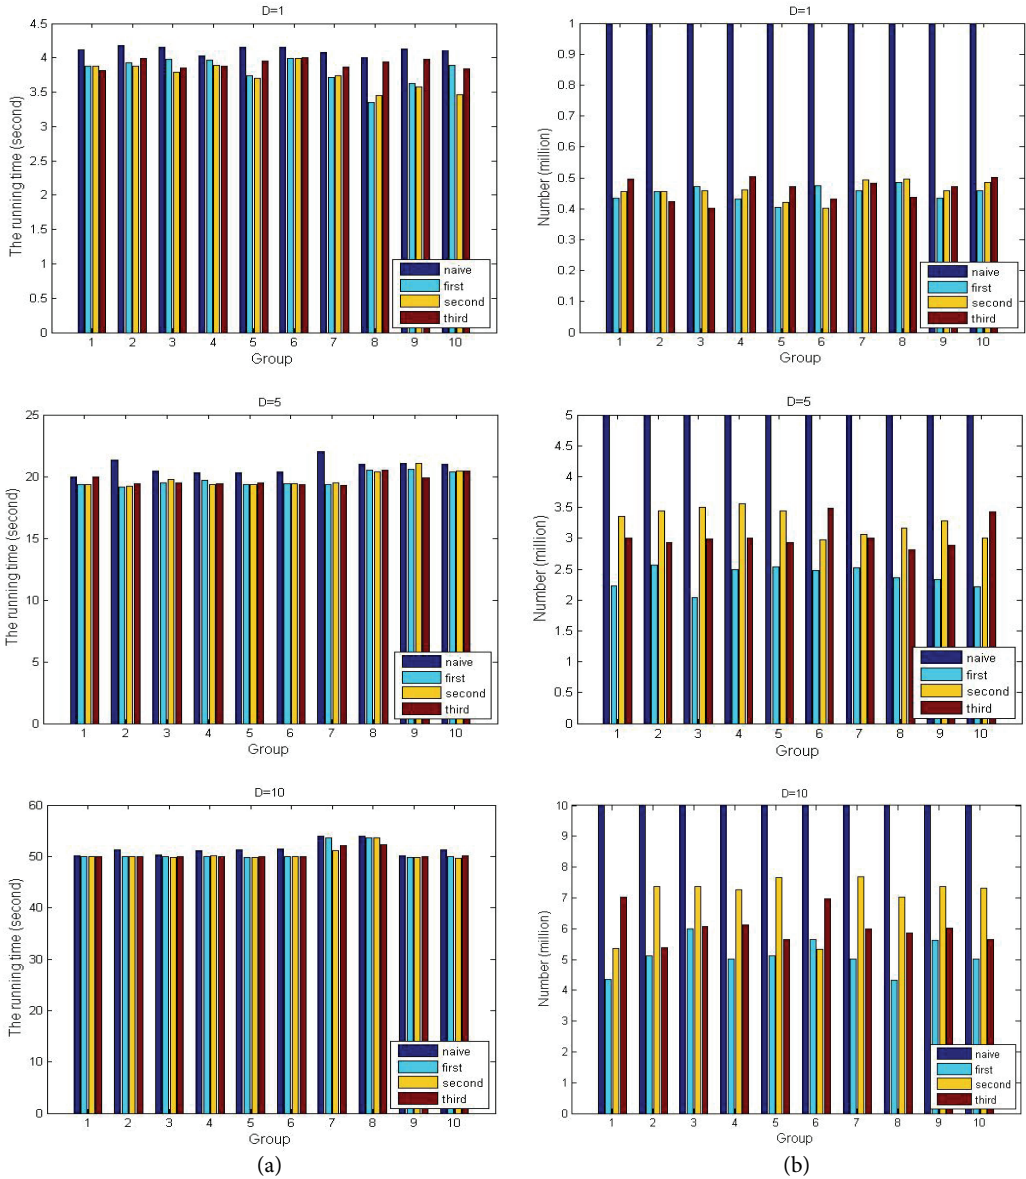 D=1
4.5
4
3.5
3
2.5
2
1.5
1
0.5
0
The running time (second)
1 2 3 4 5 6 7 8 9 10
Group
naive
first
second
third
D=1
1
0.9
0.8
0.7
0.6
0.5
0.4
0.3
0.2
0.1
0
Number (million)
1 2 3 4 5 6 7 8 9 10
Group
naive
first
second
third
D=5
25
20
15
10
5
0
The running time (second)
1 2 3 4 5 6 7 8 9 10
Group
naive
first
second
third
D=5
5
4.5
4
3.5
3
2.5
2
1.5
1
0.5
0
Number (million)
1 2 3 4 5 6 7 8 9 10
Group
naive
first
second
third
D=10
60
50
40
30
20
10
0
The running time (second)
1 2 3 4 5 6 7 8 9 10
Group
naive
first
second
third
(a)
D=10
10
9
8
7
6
5
4
3
2
1
0
Number (million)
1 2 3 4 5 6 7 8 9 10
Group
naive
first
second
third
(b)